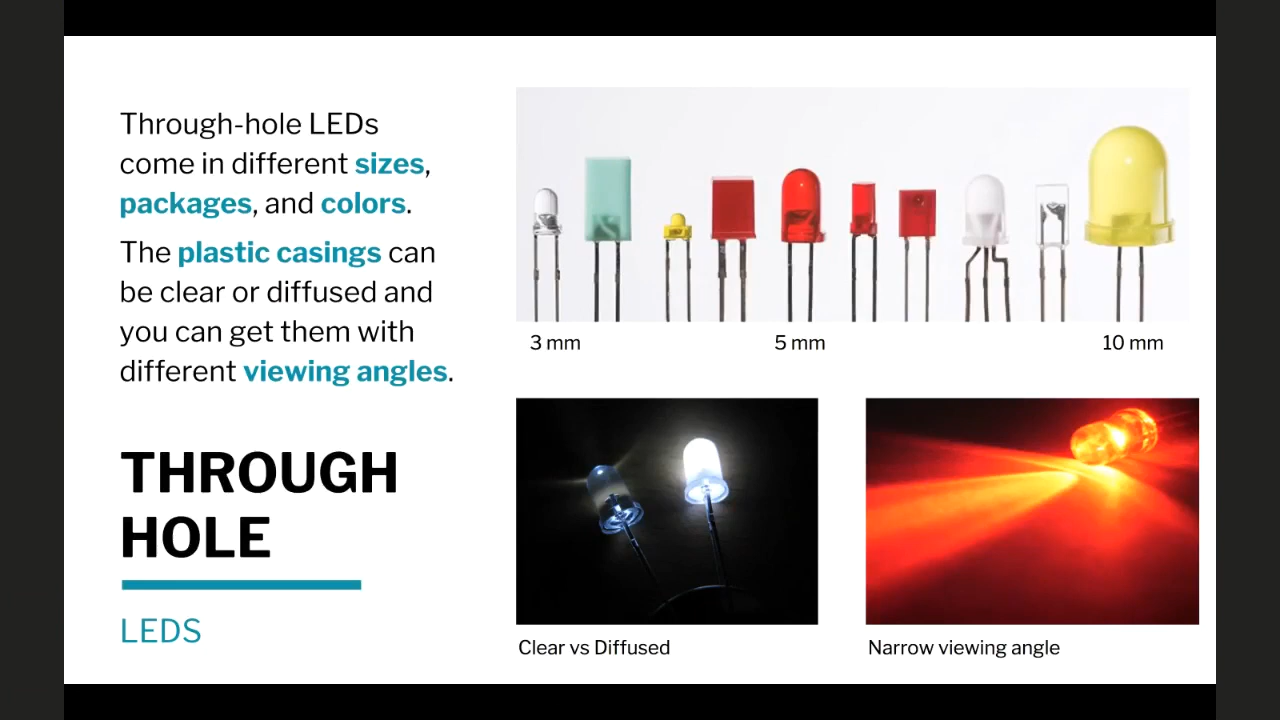 Through-hole LEDs
come in different sizes,
packages, and colors.
The plastic casings can
be clear or diffused and
you can get them with
different viewing angles.
THROUGH
HOLE
LEDS
3 mm
5 mm
10 mm
Clear vs Diffused
Narrow viewing angle